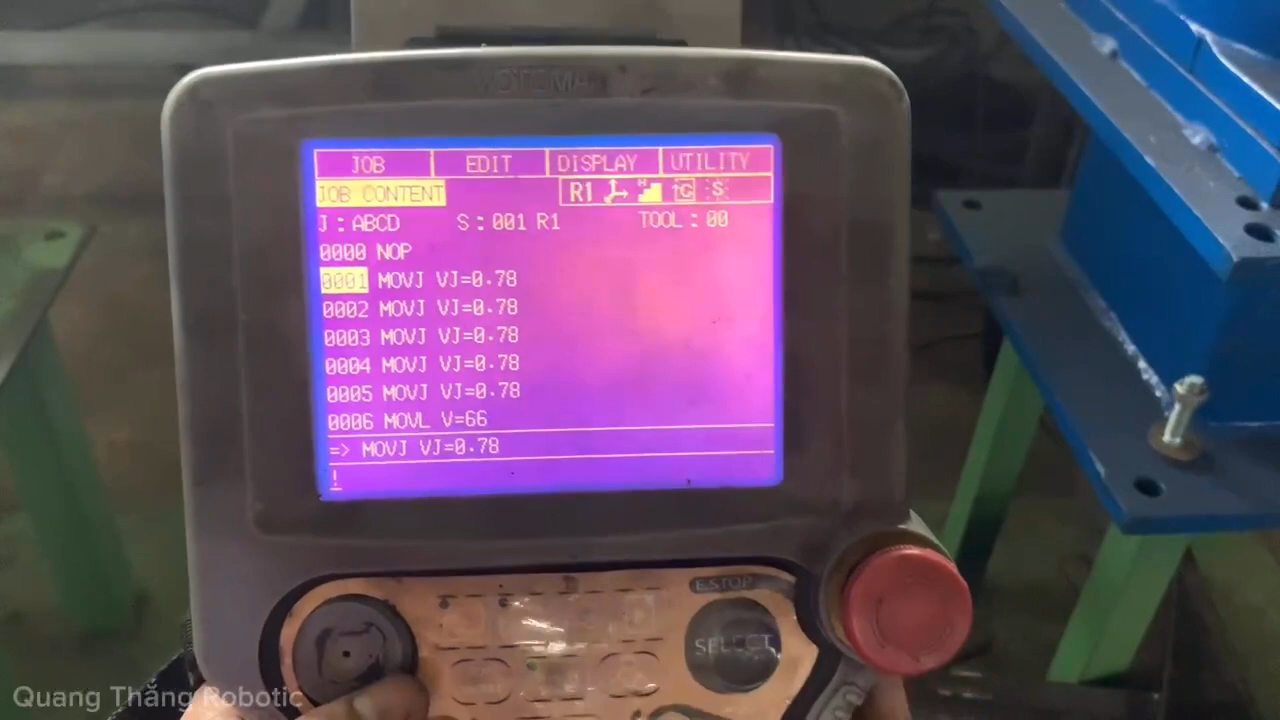 JOB EDIT DISPLAY UTILITY
JOB CONTENT R1 H C S
J:ABCD S:001 R1 TOOL:00
0000 NOP
0001 MOVJ VJ=0.78
0002 MOVJ VJ=0.78
0003 MOVJ VJ=0.78
0004 MOVJ VJ=0.78
0005 MOVJ VJ=0.78
0006 MOVL V=66
=> MOVJ VJ=0.78
!
E.STOP
SELECT
Quang Thắng Robotic